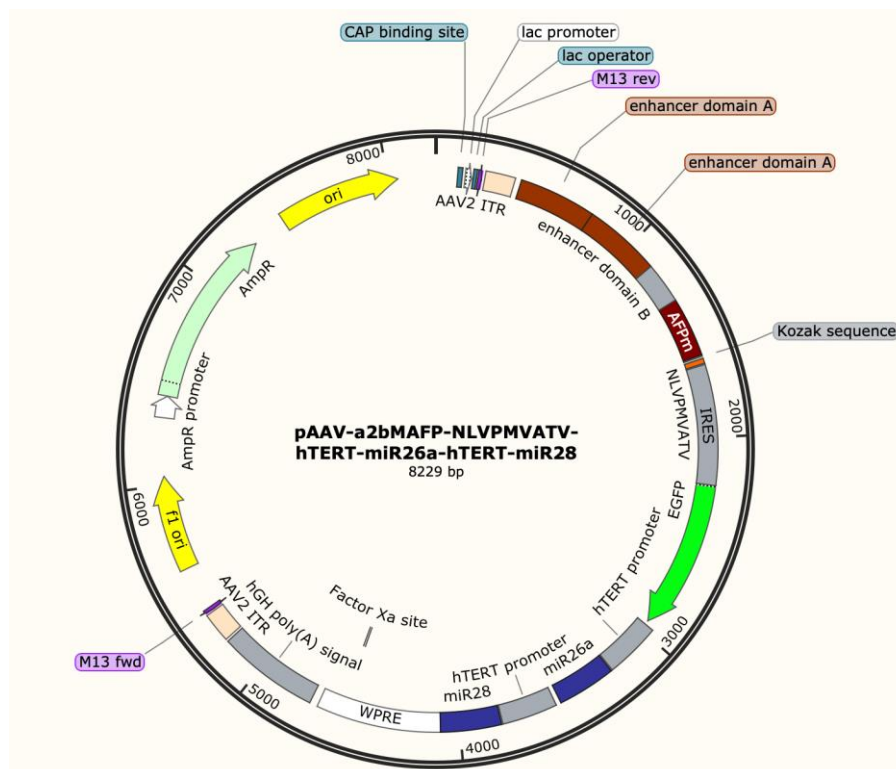 CAP binding site
lac promoter
lac operator
M13 rev
enhancer domain A
enhancer domain A
8000
ori
AAV2 ITR
1000
enhancer domain B
7000
AmpR
AFPm
Kozak sequence
AmpR promoter
NLVPMVATV
IRES
2000
pAAV-a2bMAFP-NLVPMVATV-
hTERT-miR26a-hTERT-miR28
8229 bp
6000
f1 ori
EGFP
hTERT promoter
AAV2 ITR
hGH poly(A) signal
Factor Xa site
3000
M13 fwd
hTERT promoter
miR26a
miR28
5000
WPRE
4000